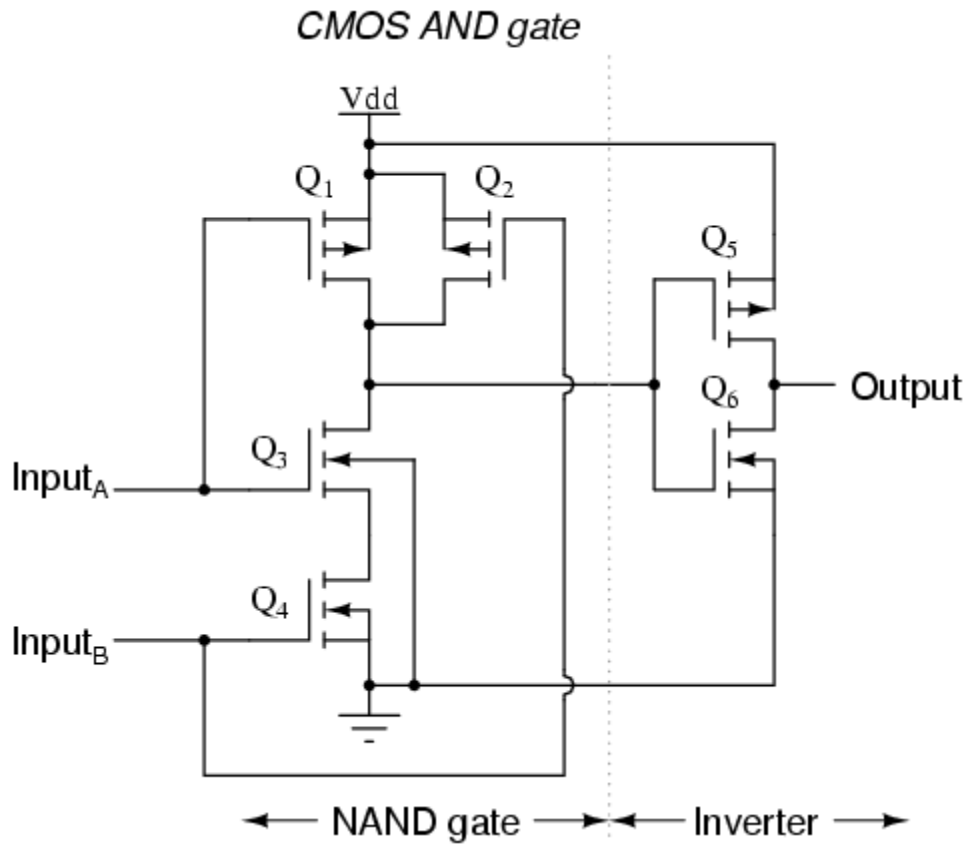 CMOS AND gate
Vdd
Q1 Q2
Q5
Q6 Output
Q3
InputA
Q4
InputB
NAND gate Inverter